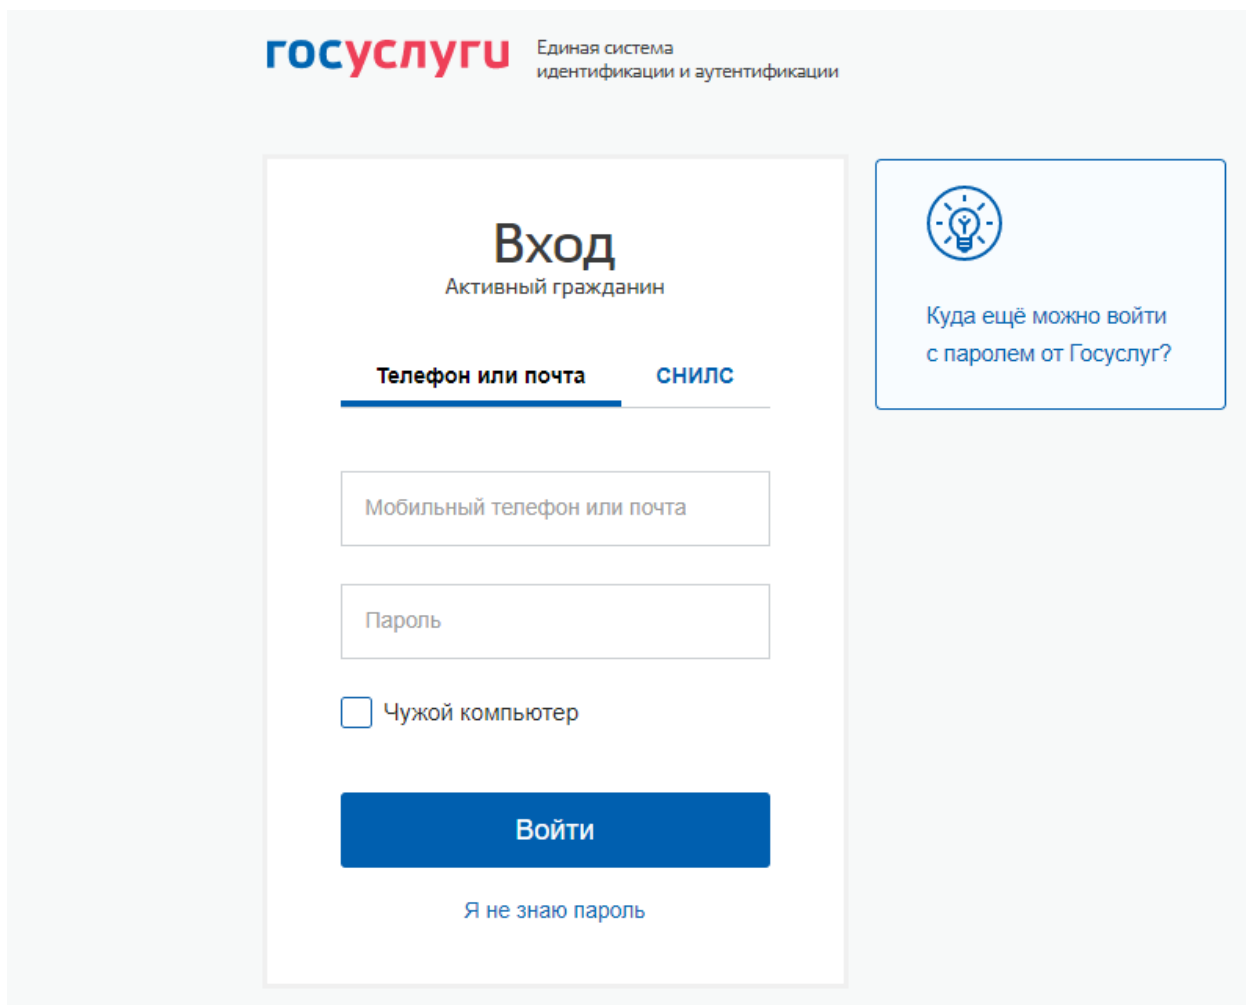 госуслуги
Единая система
идентификации и аутентификации
Вход
Активный гражданин
Телефон или почта
СНИЛС
Мобильный телефон или почта
Пароль
Чужой компьютер
Войти
Я не знаю пароль
Куда ещё можно войти
с паролем от Госуслуг?